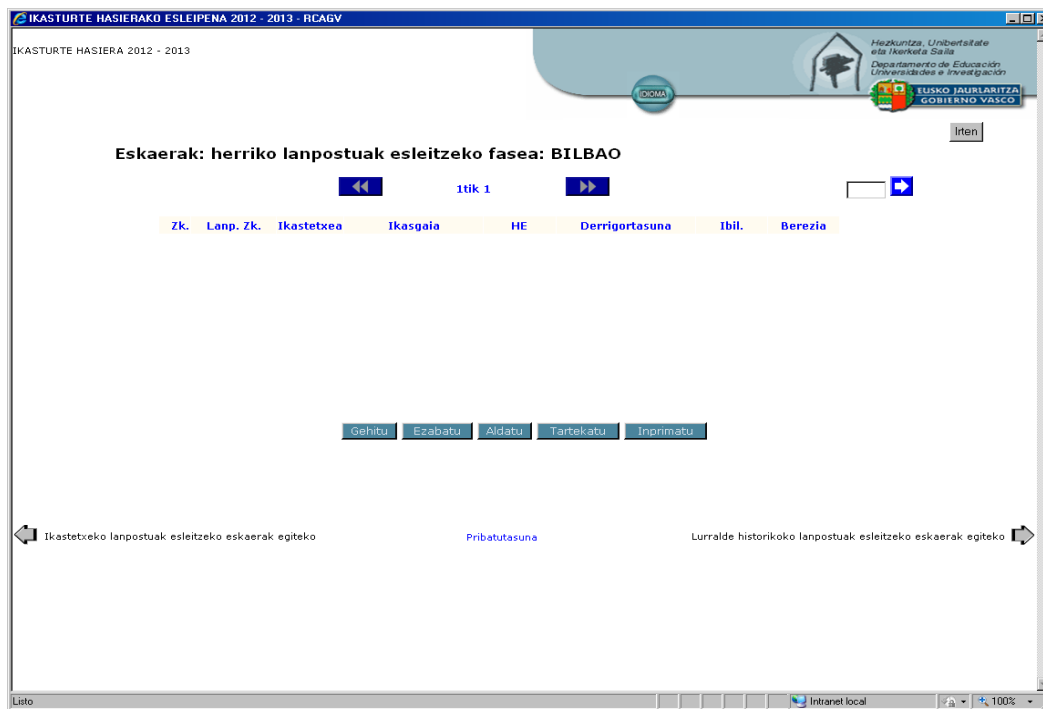 IKASTURTE HASIERAKO ESLEIPENA 2012 - 2013 - RCAGV
IKASTURTE HASIERA 2012 - 2013
Hezkuntza, Unibertsitate
eta Ikerketa Saila
Departamento de Educación
Universidades e Investigación
IDIOMA
EUSKO JAURLARITZA
GOBIERNO VASCO
Irten
Eskaerak: herriko lanpostuak esleitzeko fasea: BILBAO
1tik 1
Zk. Lanp. Zk. Ikastetxea Ikasgaia HE Derrigortasuna Ibil. Berezia
Gehitu Ezabatu Aldatu Tartekatu Inprimatu
Ikastetxeko lanpostuak esleitzeko eskaerak egiteko Pribatutasuna Lurralde historikoko lanpostuak esleitzeko eskaerak egiteko
Listo Intranet local 100%